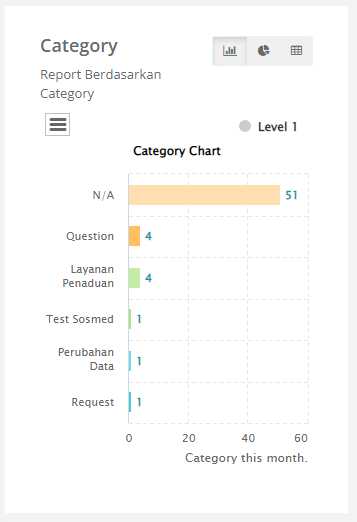 Category
Report Berdasarkan
Category
Level 1
Category Chart
N/A
51
Question
4
Layanan
Penaduan
4
Test Sosmed
1
Perubahan
Data
1
Request
1
0
20
40
60
Category this month.